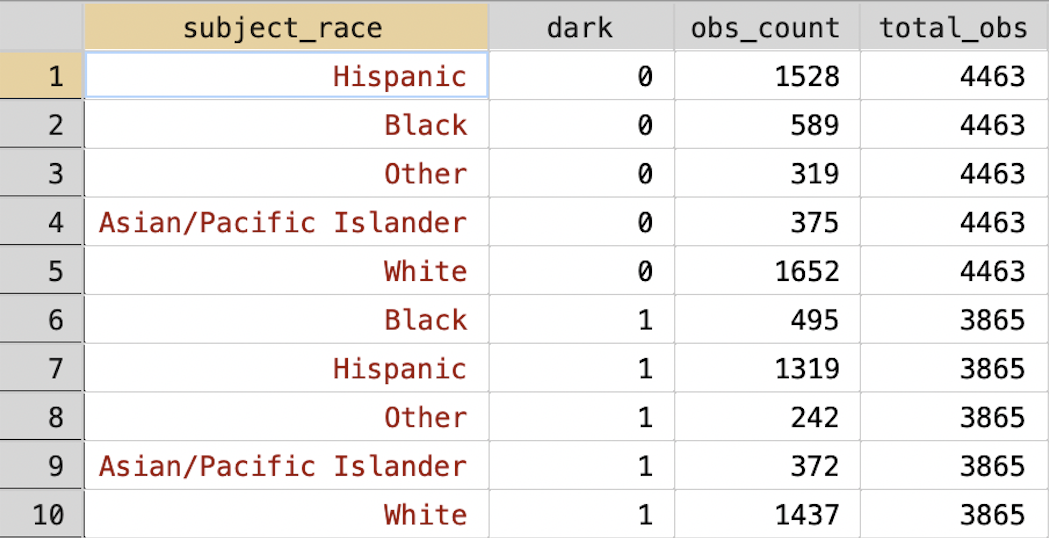 subject_race dark obs_count total_obs
1 Hispanic 0 1528 4463
2 Black 0 589 4463
3 Other 0 319 4463
4 Asian/Pacific Islander 0 375 4463
5 White 0 1652 4463
6 Black 1 495 3865
7 Hispanic 1 1319 3865
8 Other 1 242 3865
9 Asian/Pacific Islander 1 372 3865
10 White 1 1437 3865